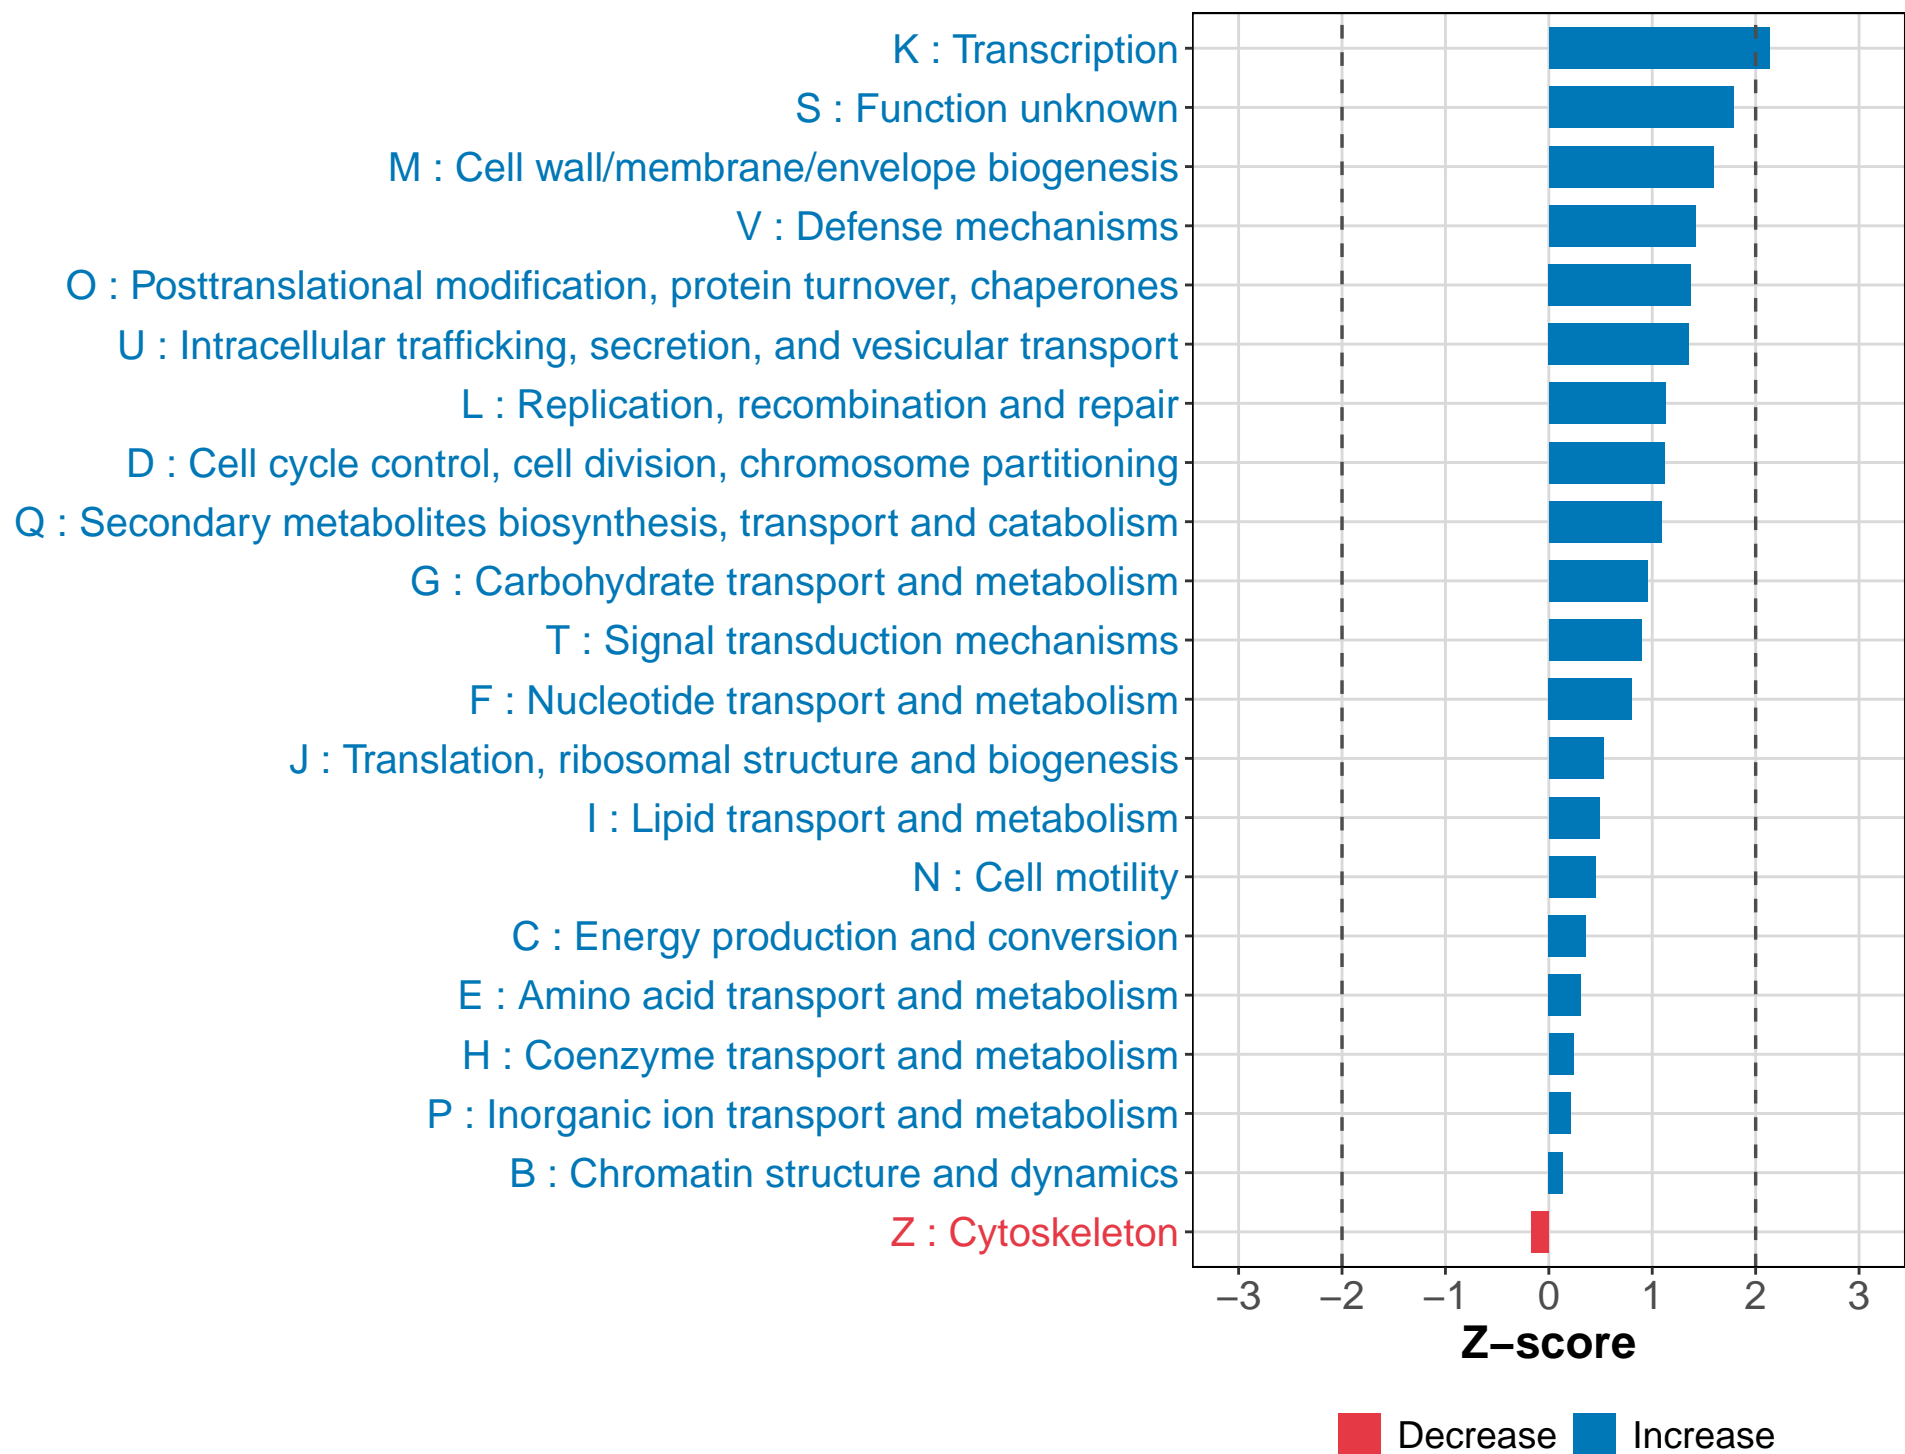 K : Transcription
S : Function unknown
M : Cell wall/membrane/envelope biogenesis
V : Defense mechanisms
O : Posttranslational modification, protein turnover, chaperones
U : Intracellular trafficking, secretion, and vesicular transport
L : Replication, recombination and repair
D : Cell cycle control, cell division, chromosome partitioning
Q : Secondary metabolites biosynthesis, transport and catabolism
G : Carbohydrate transport and metabolism
T : Signal transduction mechanisms
F : Nucleotide transport and metabolism
J : Translation, ribosomal structure and biogenesis
I : Lipid transport and metabolism
N : Cell motility
C : Energy production and conversion
E : Amino acid transport and metabolism
H : Coenzyme transport and metabolism
P : Inorganic ion transport and metabolism
B : Chromatin structure and dynamics
Z : Cytoskeleton
−3 −2 −1 0 1 2 3
Z−score
Decrease Increase